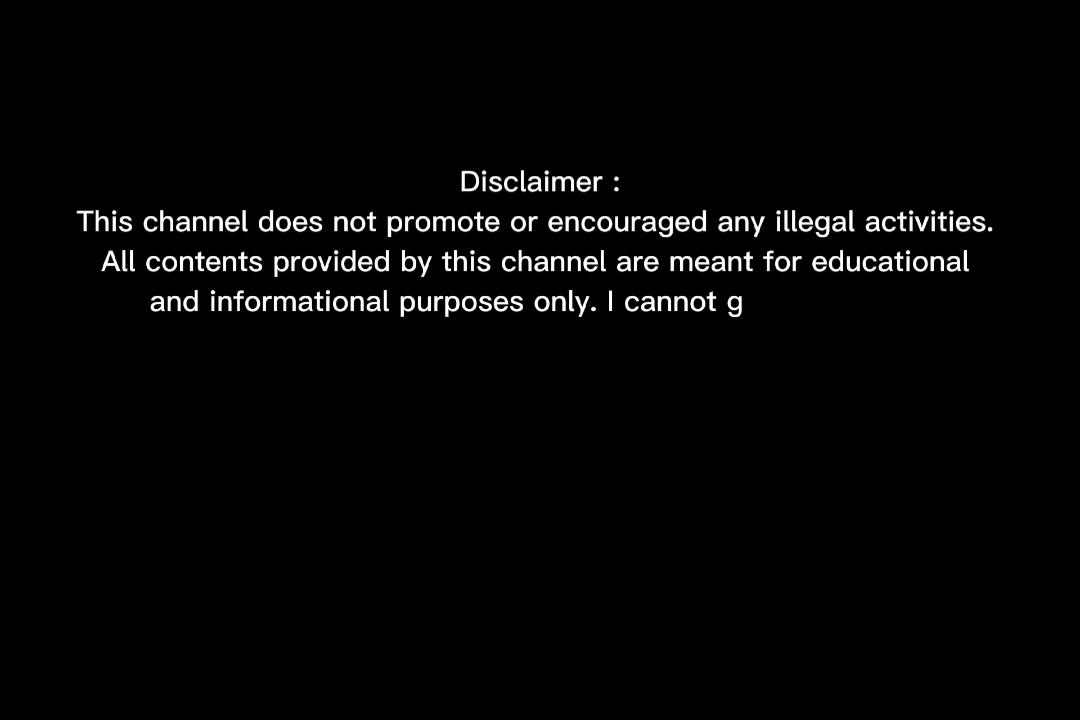 Disclaimer :
This channel does not promote or encouraged any illegal activities.
All contents provided by this channel are meant for educational
and informational purposes only. I cannot g